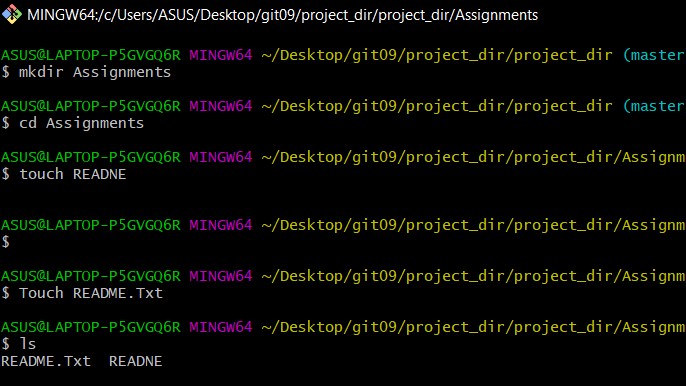 MINGW64:/c/Users/ASUS/Desktop/git09/project_dir/project_dir/Assignments
ASUS@LAPTOP-P5GVGQ6R MINGW64 ~/Desktop/git09/project_dir/project_dir (master
$ mkdir Assignments
ASUS@LAPTOP-P5GVGQ6R MINGW64 ~/Desktop/git09/project_dir/project_dir (master
$ cd Assignments
ASUS@LAPTOP-P5GVGQ6R MINGW64 ~/Desktop/git09/project_dir/project_dir/Assignm
$ touch READNE
ASUS@LAPTOP-P5GVGQ6R MINGW64 ~/Desktop/git09/project_dir/project_dir/Assignm
$
ASUS@LAPTOP-P5GVGQ6R MINGW64 ~/Desktop/git09/project_dir/project_dir/Assignm
$ Touch README.Txt
ASUS@LAPTOP-P5GVGQ6R MINGW64 ~/Desktop/git09/project_dir/project_dir/Assignm
$ ls
README.Txt  READNE